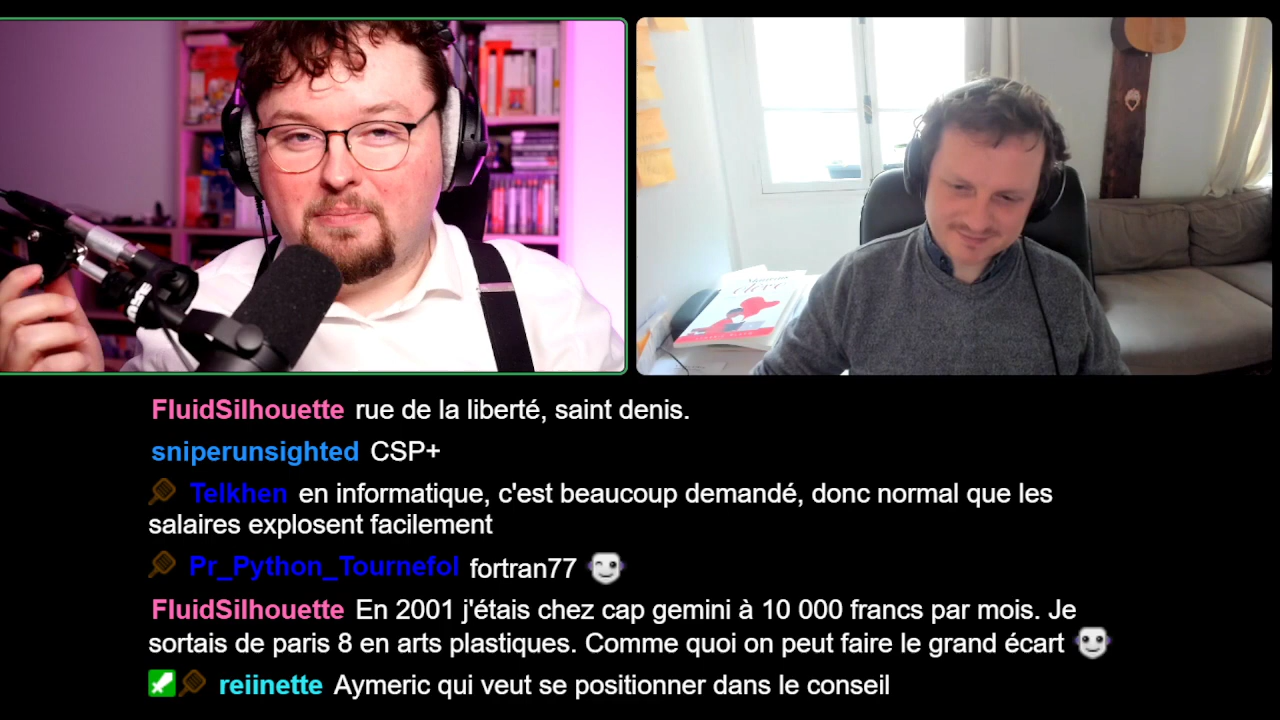 FluidSilhouette rue de la liberté, saint denis.
sniperunsighted CSP+
Telkhen en informatique, c'est beaucoup demandé, donc normal que les
salaires explosent facilement
Pr_Python_Tournefol fortran77
FluidSilhouette En 2001 j'étais chez cap gemini à 10 000 francs par mois. Je
sortais de paris 8 en arts plastiques. Comme quoi on peut faire le grand écart
reiinette Aymeric qui veut se positionner dans le conseil